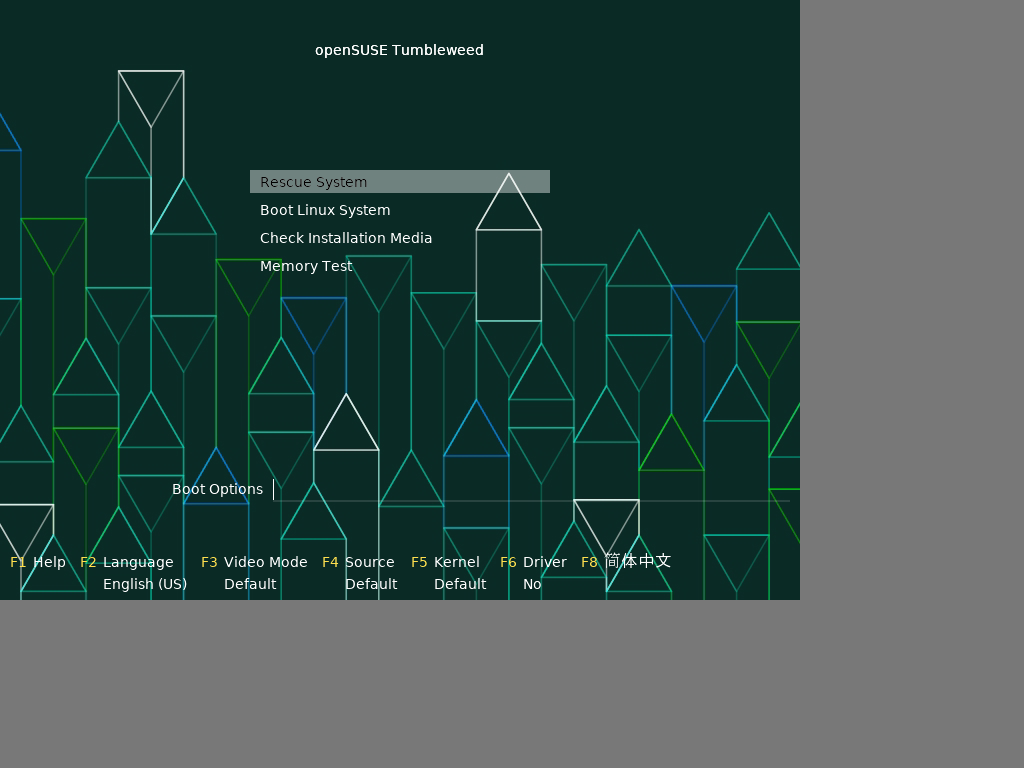 openSUSE Tumbleweed
Rescue System
Boot Linux System
Check Installation Media
Memory Test
Boot Options
F1 Help F2 Language F3 Video Mode F4 Source F5 Kernel F6 Driver F8 简体中文
English (US) Default Default Default No